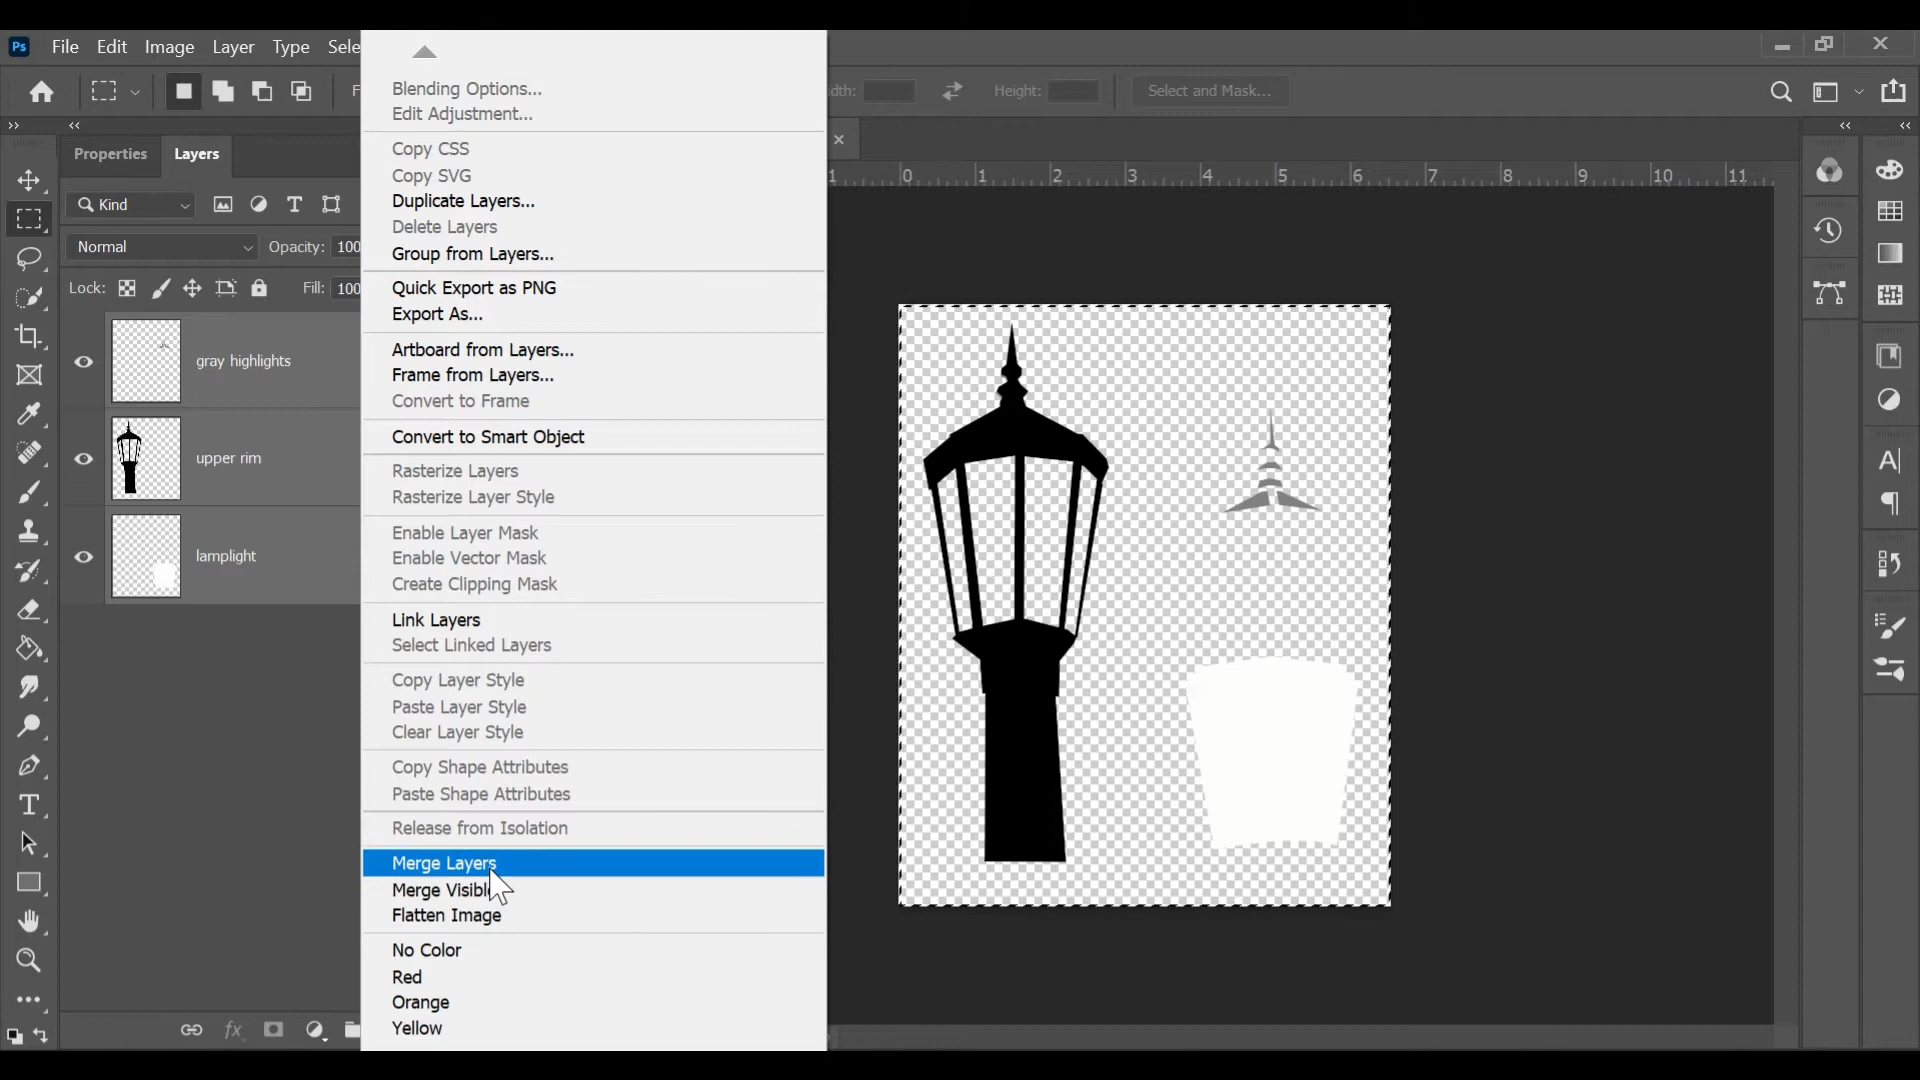 Ps File Edit Image Layer Type Sele
Width: Height: Select and Mask...
Properties Layers
Kind
Normal Opacity: 100
Lock: Fill: 100
gray highlights
upper rim
lamplight
Blending Options...
Edit Adjustment...
Copy CSS
Copy SVG
Duplicate Layers...
Delete Layers
Group from Layers...
Quick Export as PNG
Export As...
Artboard from Layers...
Frame from Layers...
Convert to Frame
Convert to Smart Object
Rasterize Layers
Rasterize Layer Style
Enable Layer Mask
Enable Vector Mask
Create Clipping Mask
Link Layers
Select Linked Layers
Copy Layer Style
Paste Layer Style
Clear Layer Style
Copy Shape Attributes
Paste Shape Attributes
Release from Isolation
Merge Layers
Merge Visible
Flatten Image
No Color
Red
Orange
Yellow
1 0 1 2 3 4 5 6 7 8 9 10 11